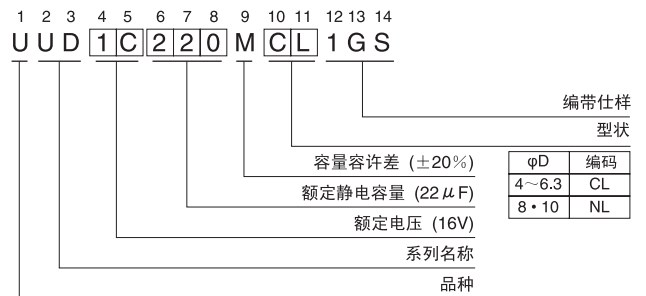 1 2 3 4 5 6 7 8 9 10 11 12 13 14
U U D 1 C 2 2 0 M C L 1 G S
编带仕样
型状
容量容许差 (±20%)
额定静电容量 (22μF)
额定电压 (16V)
系列名称
品种
φD 编码
4～6.3 CL
8・10 NL